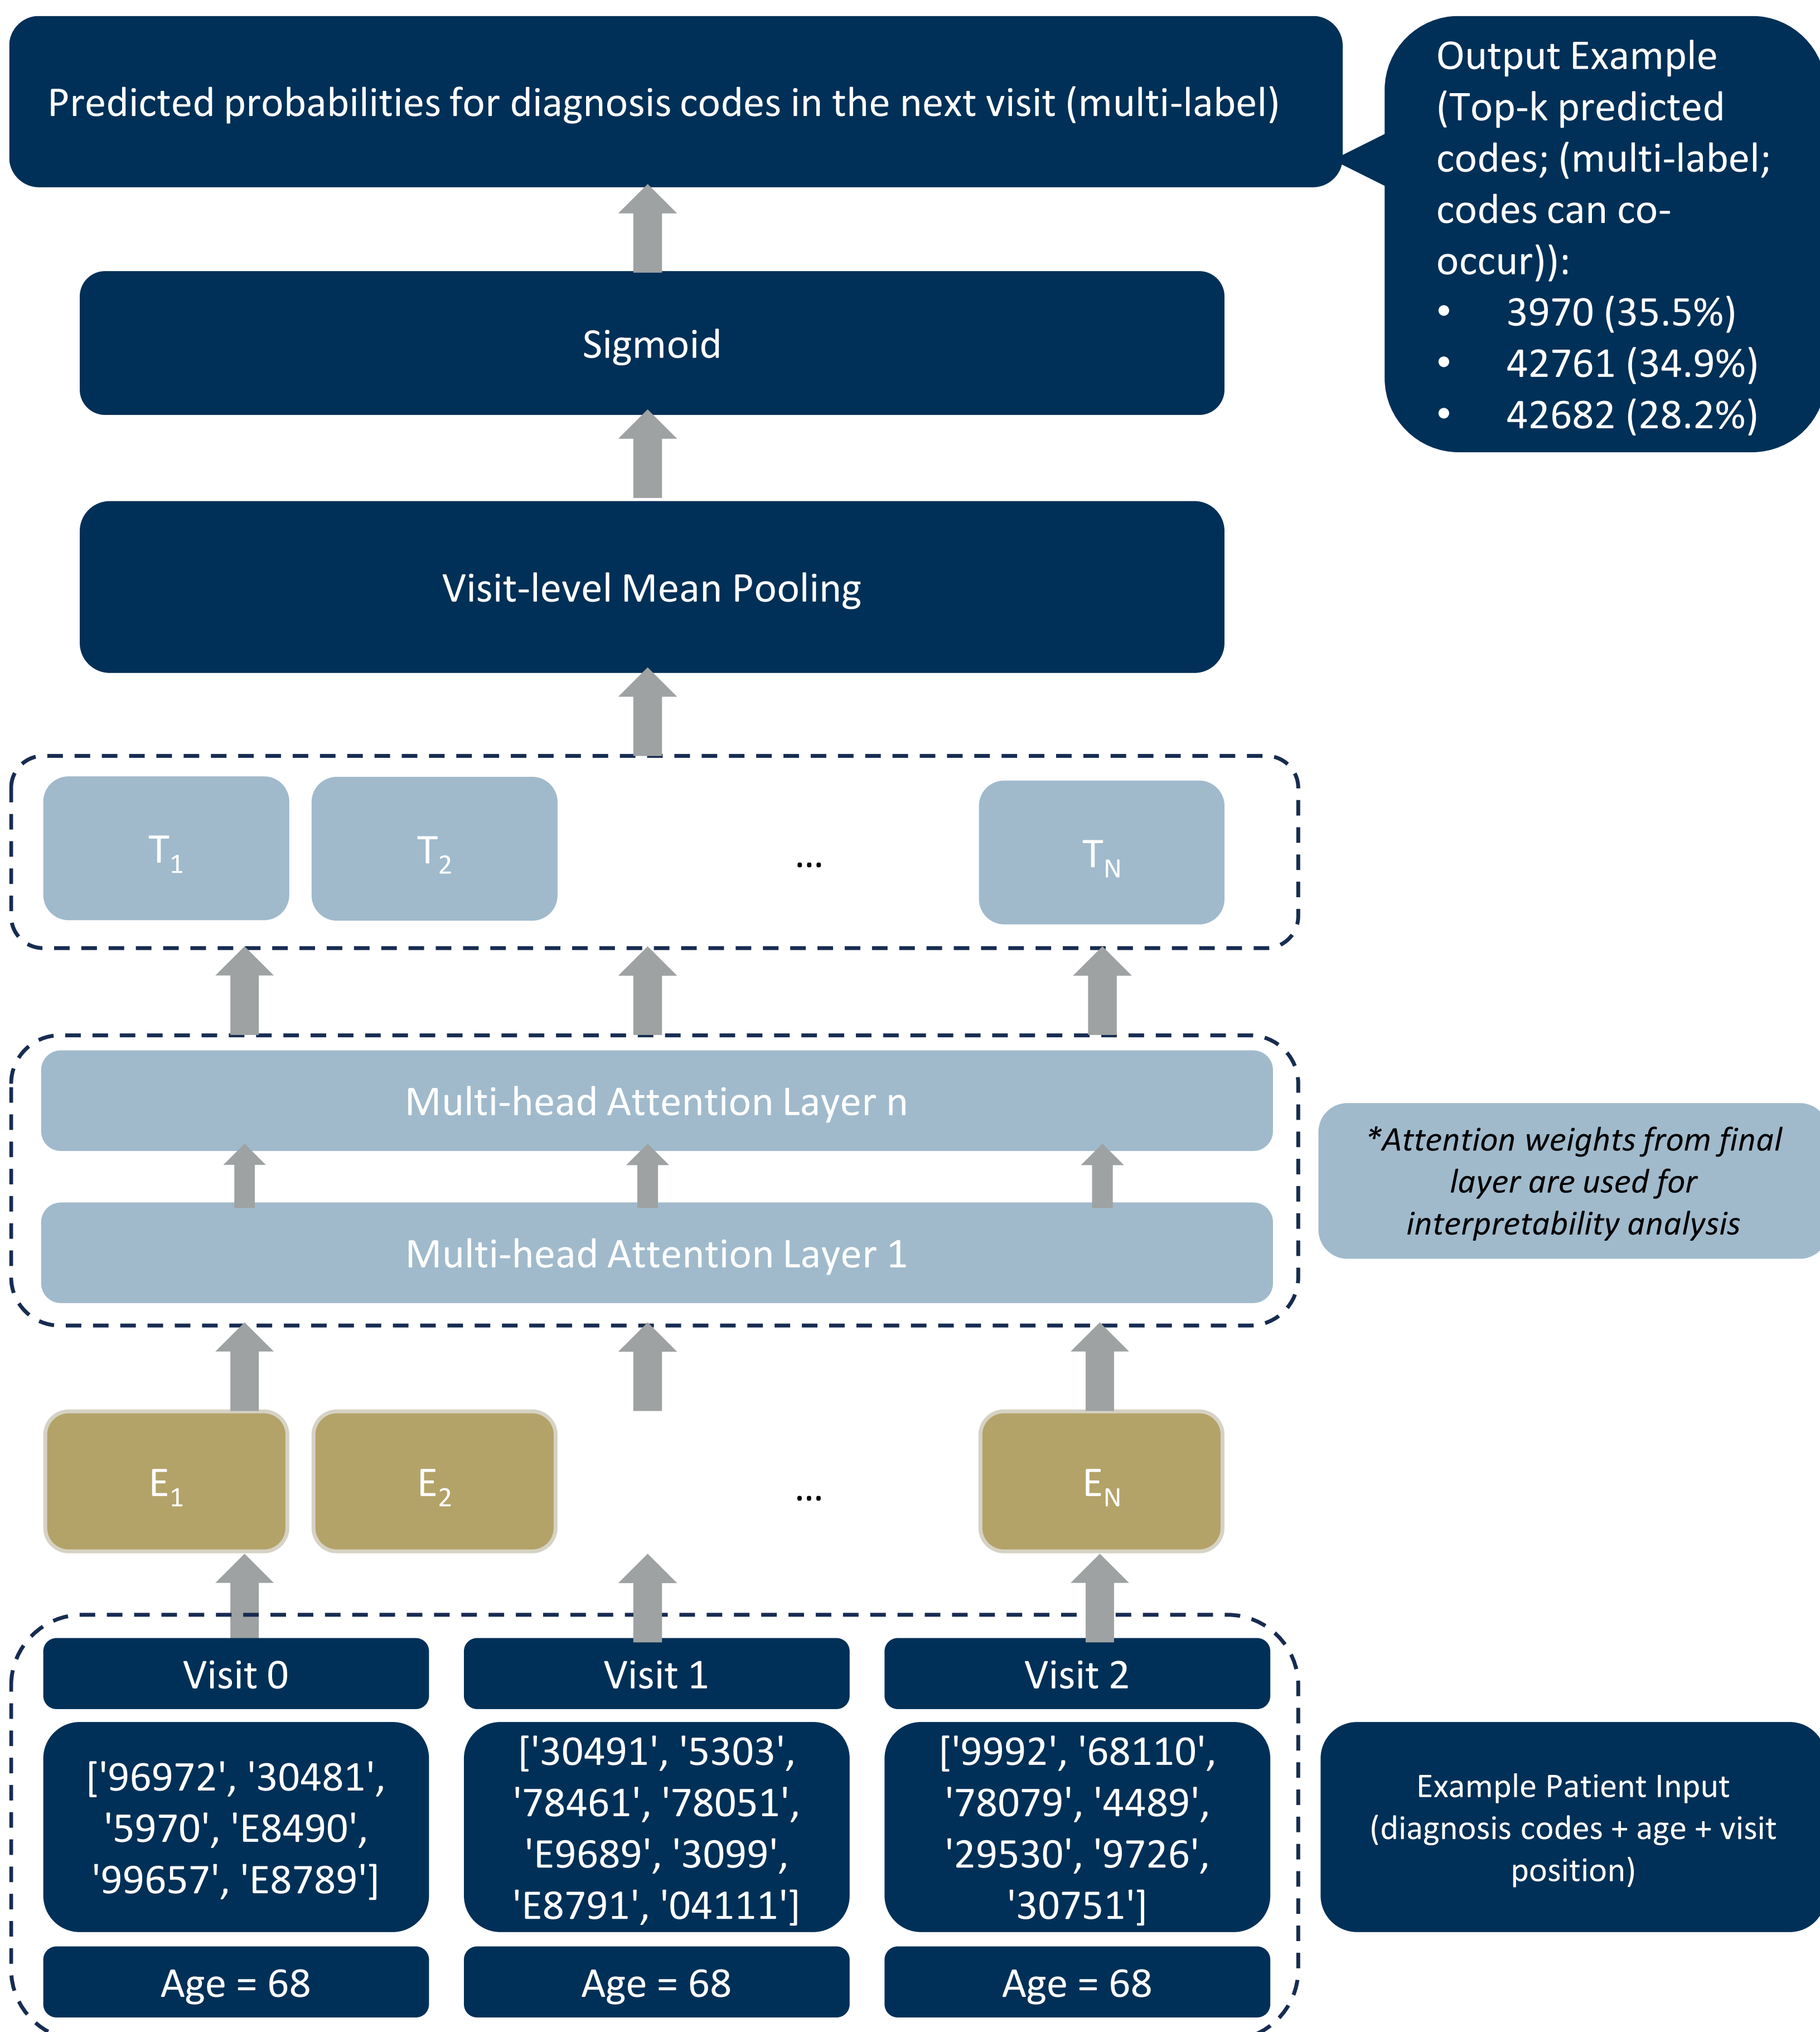 Predicted probabilities for diagnosis codes in the next visit (multi-label)
Output Example
(Top-k predicted
codes; (multi-label;
codes can co-
occur)):
• 3970 (35.5%)
• 42761 (34.9%)
• 42682 (28.2%)
Sigmoid
Visit-level Mean Pooling
T1
T2
...
TN
Multi-head Attention Layer n
Multi-head Attention Layer 1
*Attention weights from final
layer are used for
interpretability analysis
E1
E2
...
EN
Visit 0
['96972', '30481',
'5970', 'E8490',
'99657', 'E8789']
Age = 68
Visit 1
['30491', '5303',
'78461', '78051',
'E9689', '3099',
'E8791', '04111']
Age = 68
Visit 2
['9992', '68110',
'78079', '4489',
'29530', '9726',
'30751']
Age = 68
Example Patient Input
(diagnosis codes + age + visit
position)